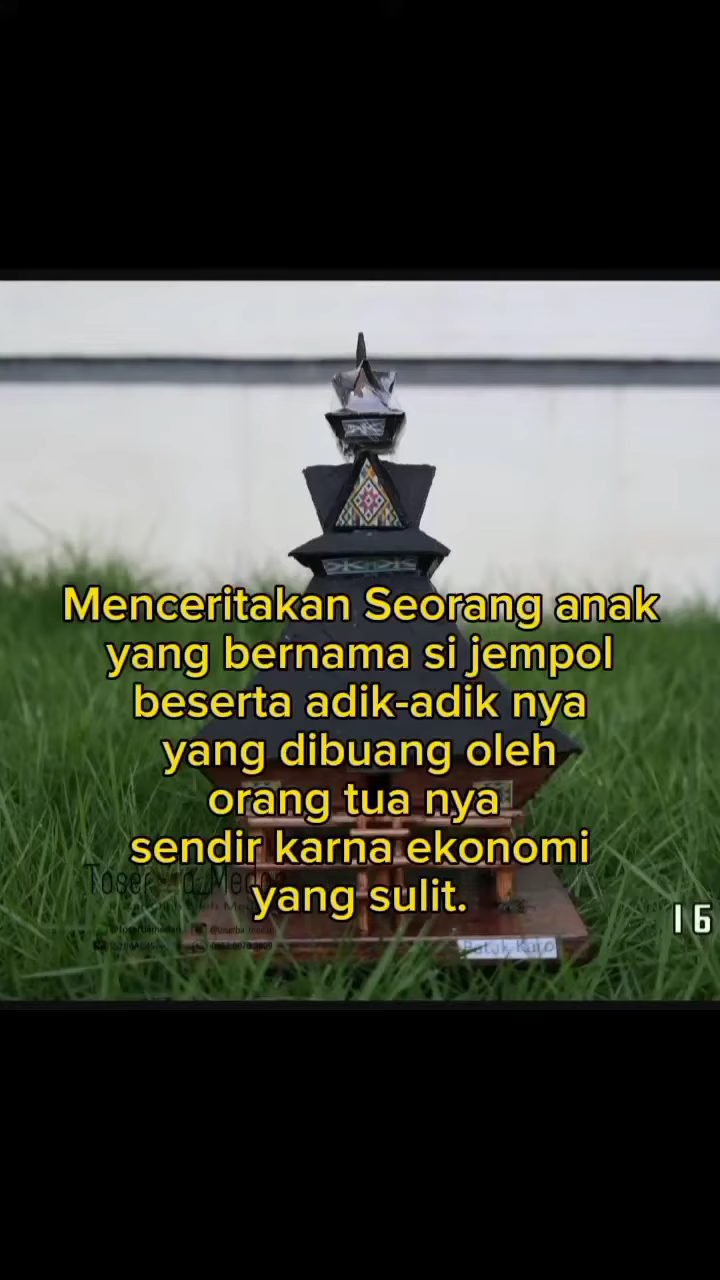 Menceritakan Seorang anak
yang bernama si jempol
beserta adik-adik nya
yang dibuang oleh
orang tua nya
sendir karna ekonomi
yang sulit.
16
Batak Karo